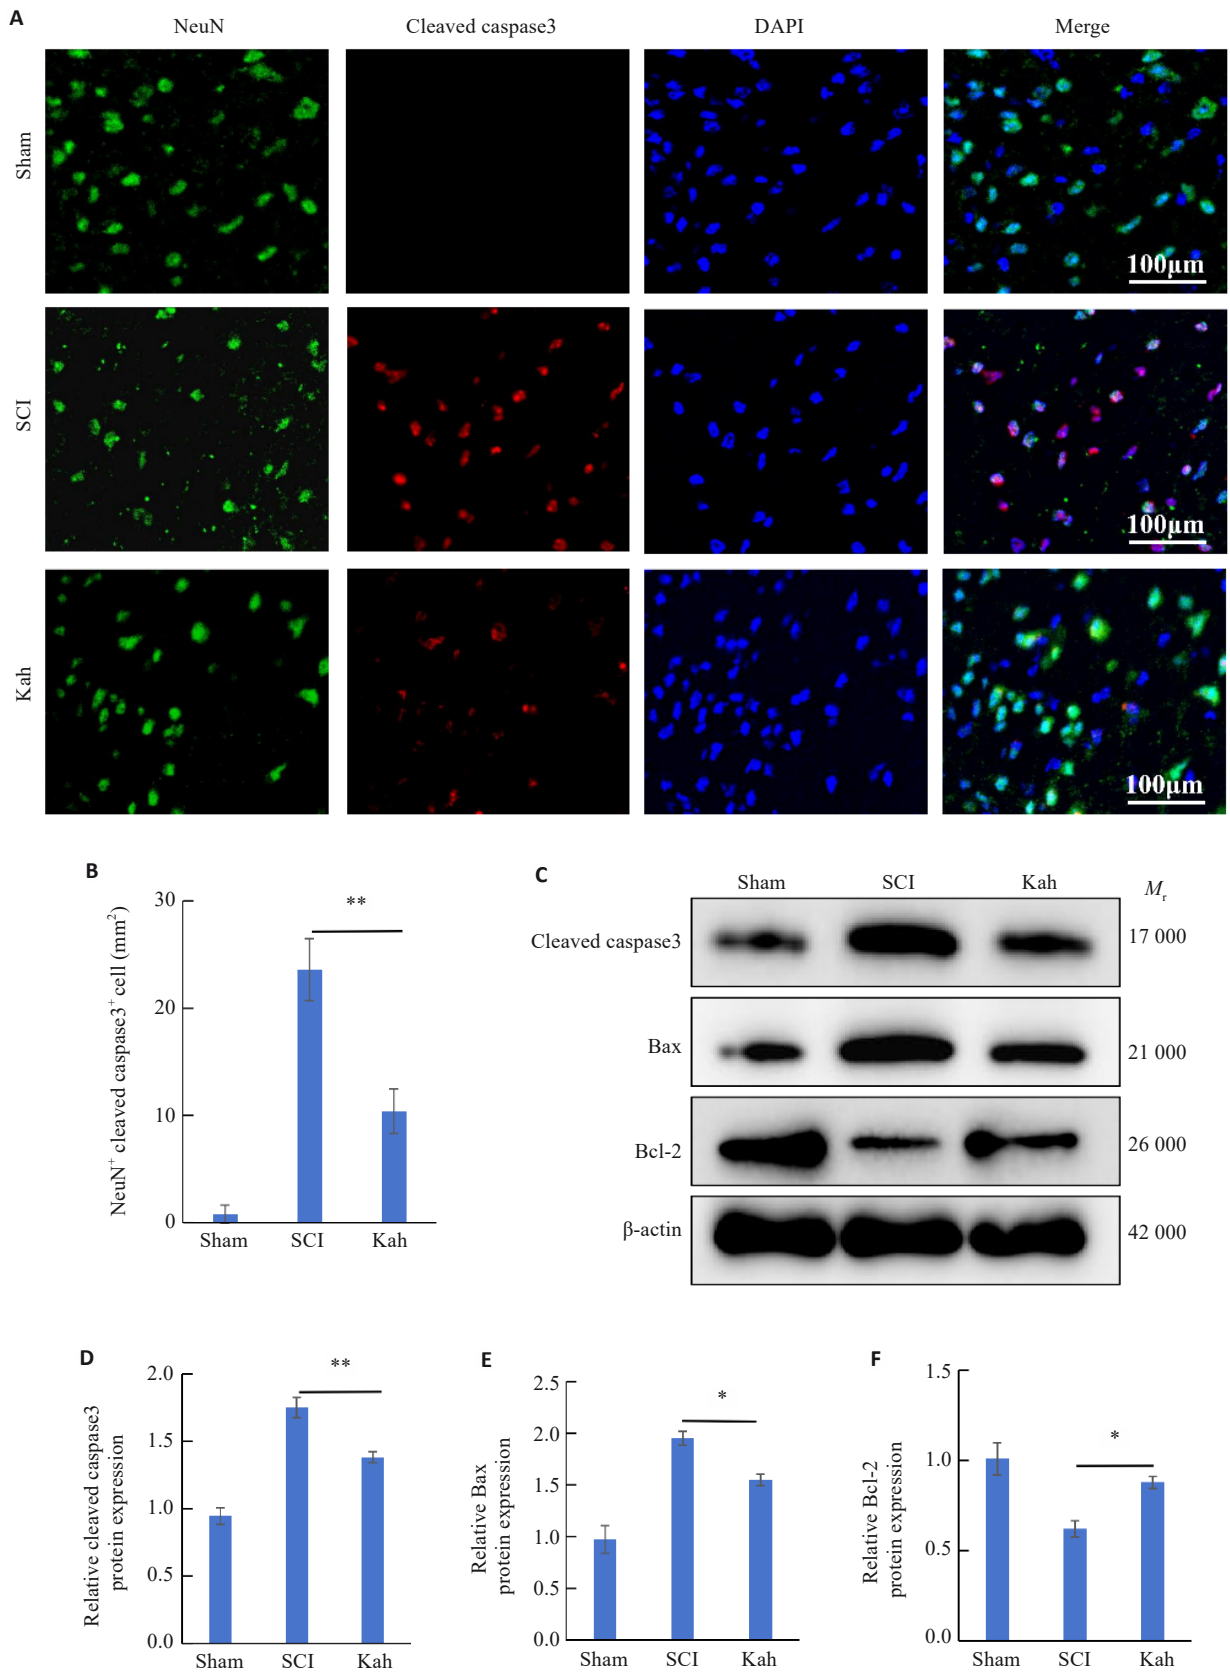 A
NeuN
Cleaved caspase3
DAPI
Merge
Sham
100µm
SCI
100µm
Kah
100µm
B
NeuN⁺ cleaved caspase3⁺ cell (mm²)
30
20
10
0
**
Sham
SCI
Kah
C
Sham
SCI
Kah
Mᵣ
Cleaved caspase3
17 000
Bax
21 000
Bcl-2
26 000
β-actin
42 000
D
Relative cleaved caspase3
protein expression
2.0
1.5
1.0
0.5
0.0
**
Sham
SCI
Kah
E
Relative Bax
protein expression
2.5
2.0
1.5
1.0
0.5
0.0
*
Sham
SCI
Kah
F
Relative Bcl-2
protein expression
1.5
1.0
0.5
0.0
*
Sham
SCI
Kah